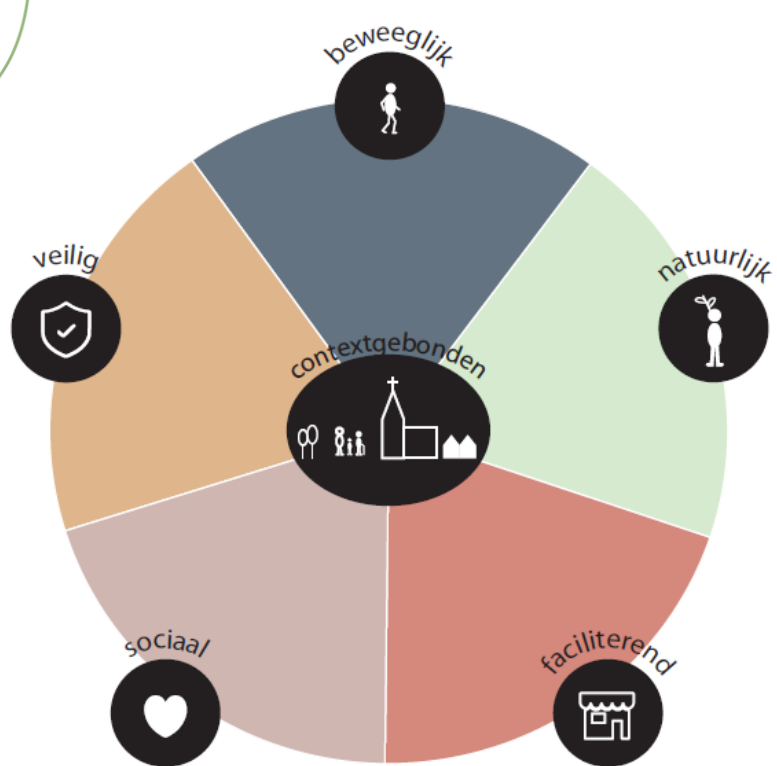 beweeglijk
veilig
natuurlijk
contextgebonden
sociaal
faciliterend